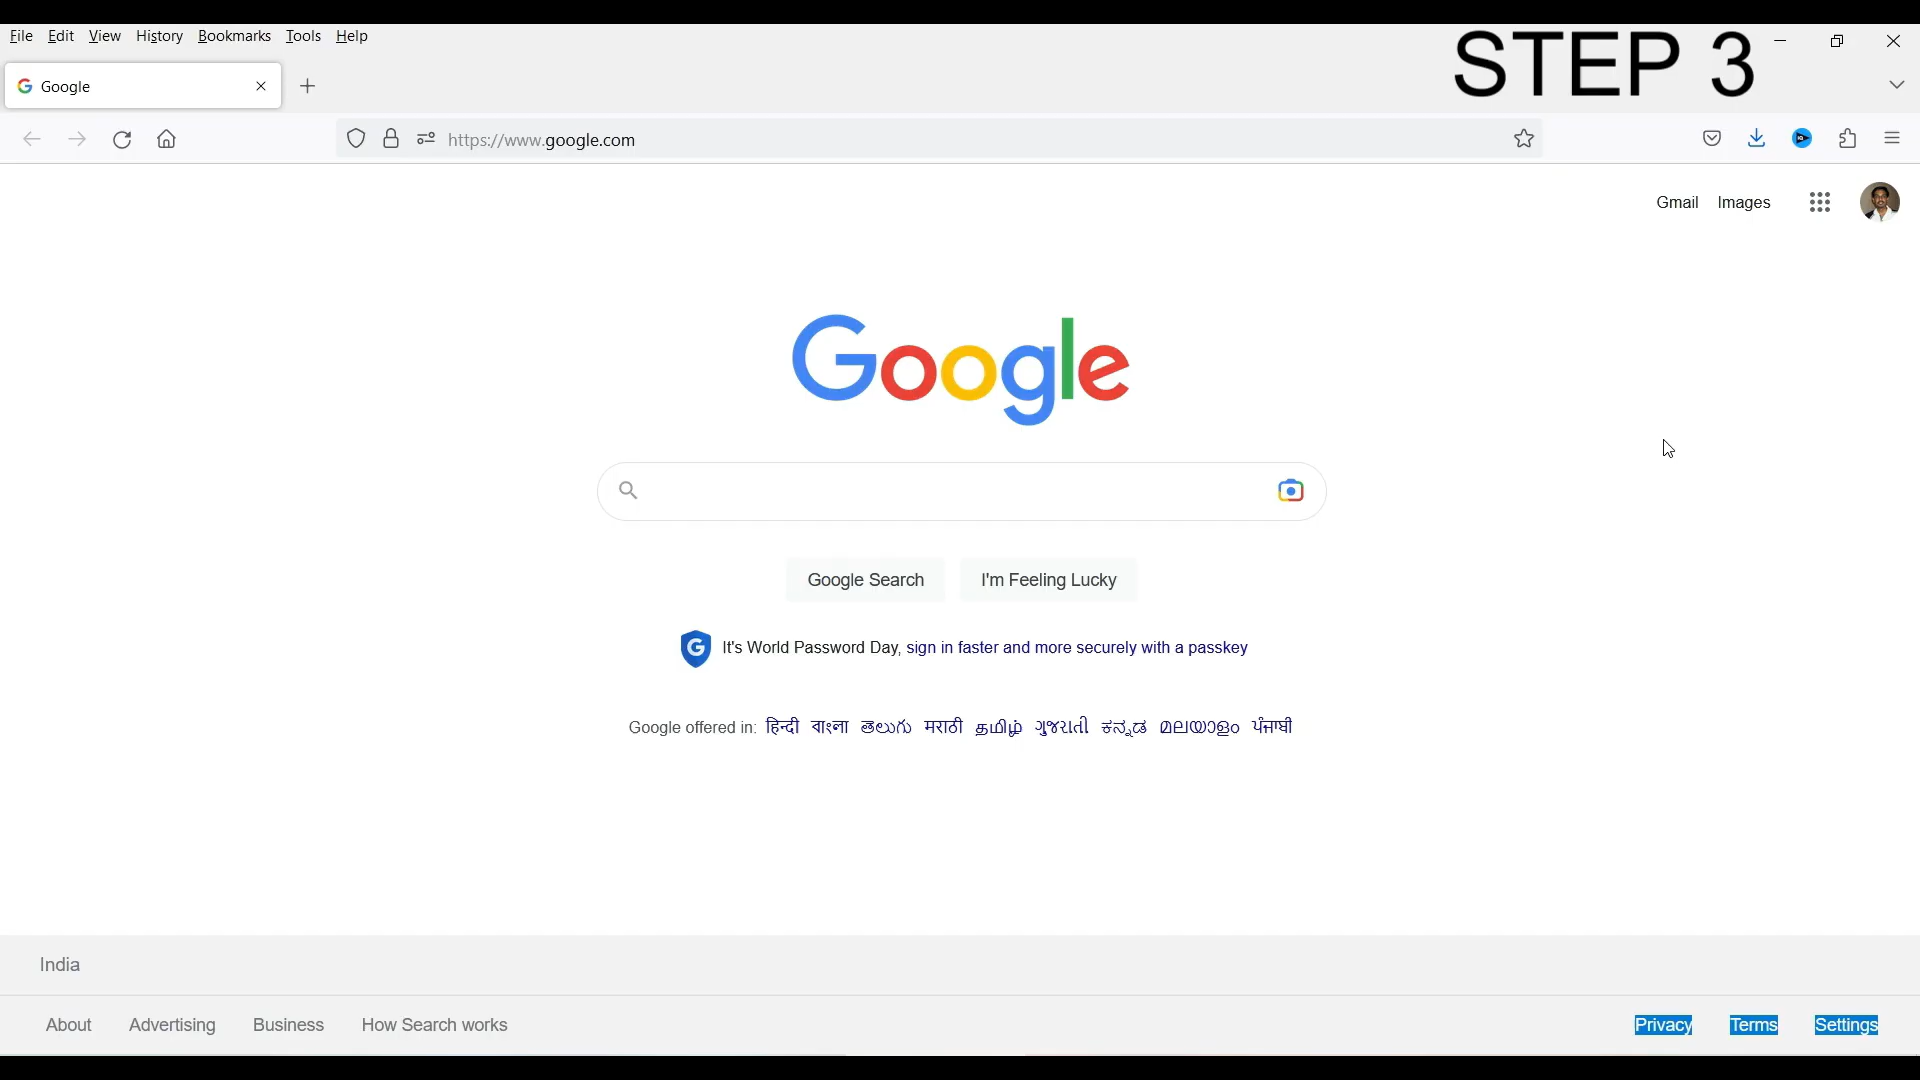 File Edit View History Bookmarks Tools Help
STEP 3
Google
https://www.google.com
Gmail Images
Google
Google Search I'm Feeling Lucky
G It's World Password Day, sign in faster and more securely with a passkey
Google offered in: हिन्दी বাংলা తెలుగు मराठी தமிழ் ગુજરાતી ಕನ್ನಡ മലയാളം ਪੰਜਾਬੀ
India
About Advertising Business How Search works Privacy Terms Settings